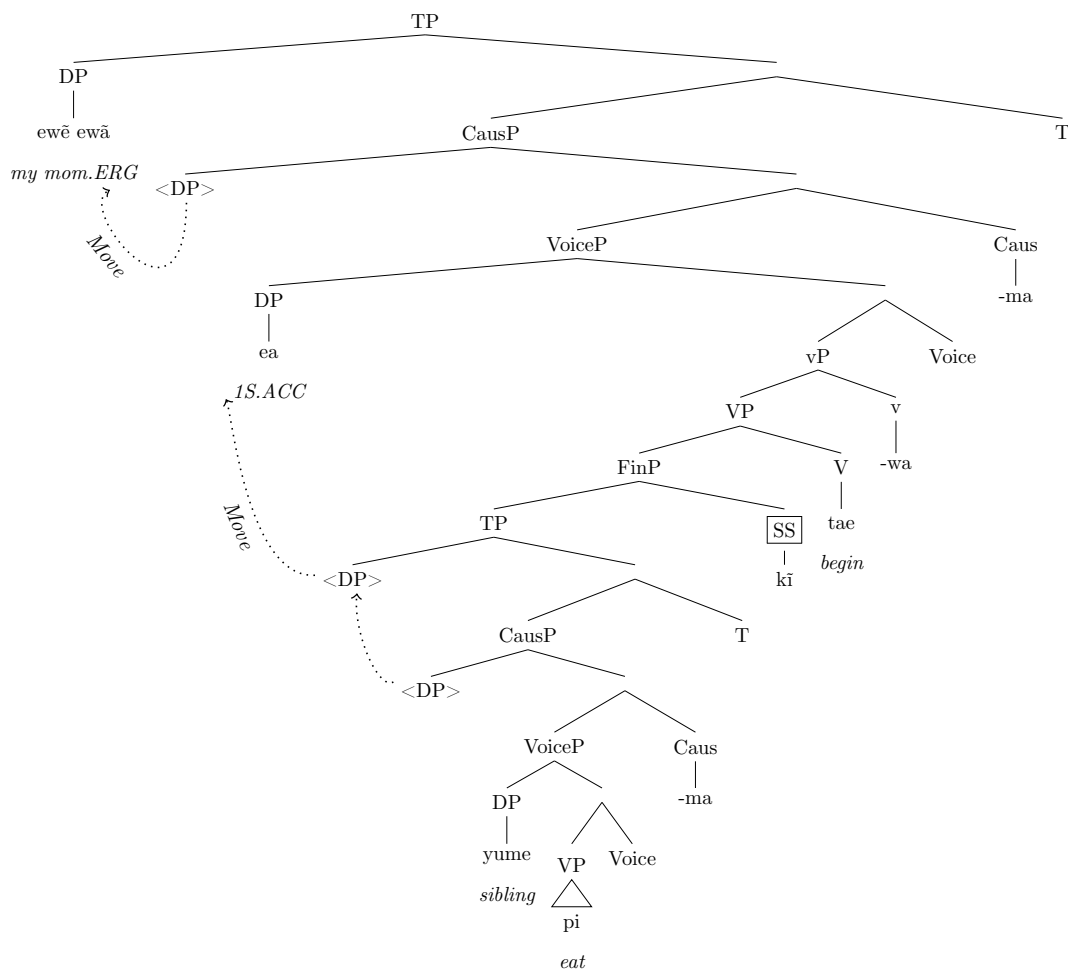 TP
DP
ewẽ ewã
CausP
T
my mom.ERG
<DP>
Move
VoiceP
Caus
-ma
DP
ea
vP
Voice
1S.ACC
VP
v
-wa
FinP
V
tae
TP
SS
begin
Move
<DP>
kĩ
CausP
T
<DP>
VoiceP
Caus
-ma
DP
yume
VP
Voice
sibling
pi
eat